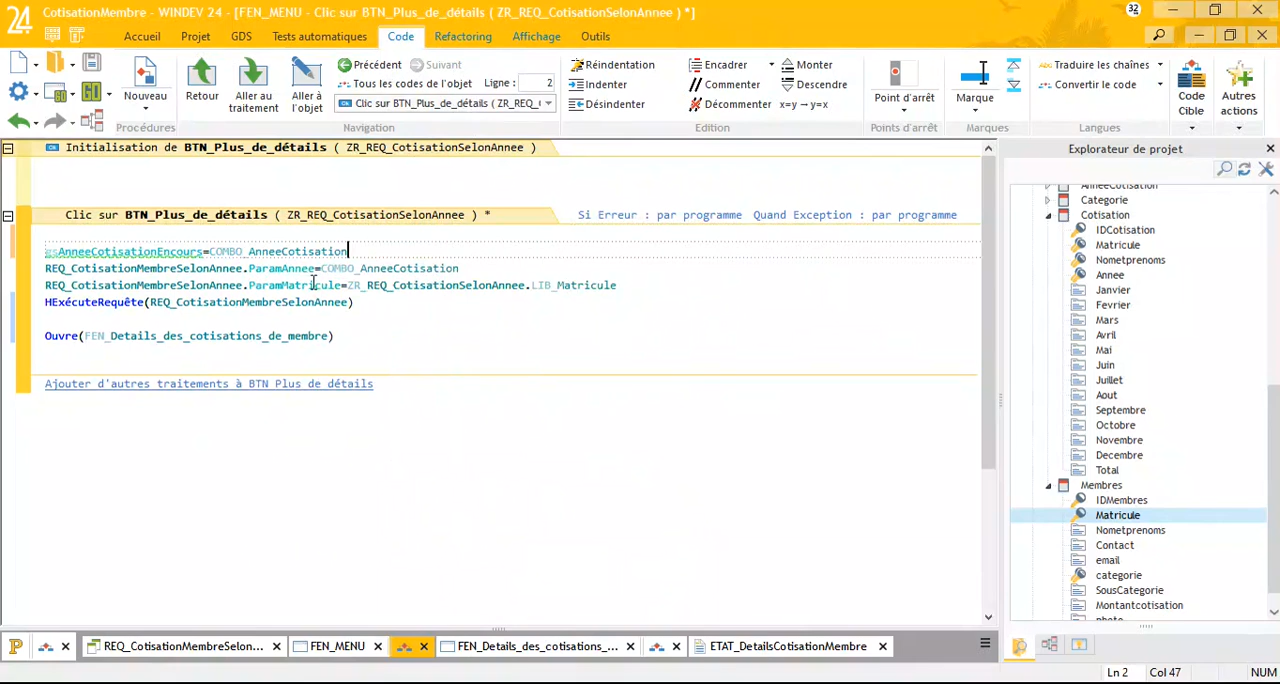 CotisationMembre - WINDEV 24 - [FEN_MENU - Clic sur BTN_Plus_de_détails ( ZR_REQ_CotisationSelonAnnee ) *]
32
24
Accueil Projet GDS Tests automatiques Code Refactoring Affichage Outils
Nouveau
Procédures
Retour
Aller au traitement
Aller à l'objet
Précédent Suivant
Tous les codes de l'objet Ligne : 2
Clic sur BTN_Plus_de_détails ( ZR_REQ_C
Navigation
Réindentation
Indenter
Désindenter
Encadrer
// Commenter
Décommenter
Monter
Descendre
x=y→y=x
Edition
Point d'arrêt
Points d'arrêt
Marque
Marques
Traduire les chaînes
Convertir le code
Langues
Code Cible
Autres actions
Initialisation de BTN_Plus_de_détails ( ZR_REQ_CotisationSelonAnnee )
Clic sur BTN_Plus_de_détails ( ZR_REQ_CotisationSelonAnnee ) * Si Erreur : par programme Quand Exception : par programme
gsAnneeCotisationEncours=COMBO_AnneeCotisation
REQ_CotisationMembreSelonAnnee.ParamAnnee=COMBO_AnneeCotisation
REQ_CotisationMembreSelonAnnee.ParamMatricule=ZR_REQ_CotisationSelonAnnee.LIB_Matricule
HExécuteRequête(REQ_CotisationMembreSelonAnnee)
Ouvre(FEN_Details_des_cotisations_de_membre)
Ajouter d'autres traitements à BTN Plus de détails
Explorateur de projet
AnneeCotisation
Categorie
Cotisation
IDCotisation
Matricule
Nometprenoms
Annee
Janvier
Fevrier
Mars
Avril
Mai
Juin
Juillet
Aout
Septembre
Octobre
Novembre
Decembre
Total
Membres
IDMembres
Matricule
Nometprenoms
Contact
email
categorie
SousCategorie
Montantcotisation
photo
REQ_CotisationMembreSelon... FEN_MENU FEN_Details_des_cotisations_... ETAT_DetailsCotisationMembre
Ln 2 Col 47 NUM